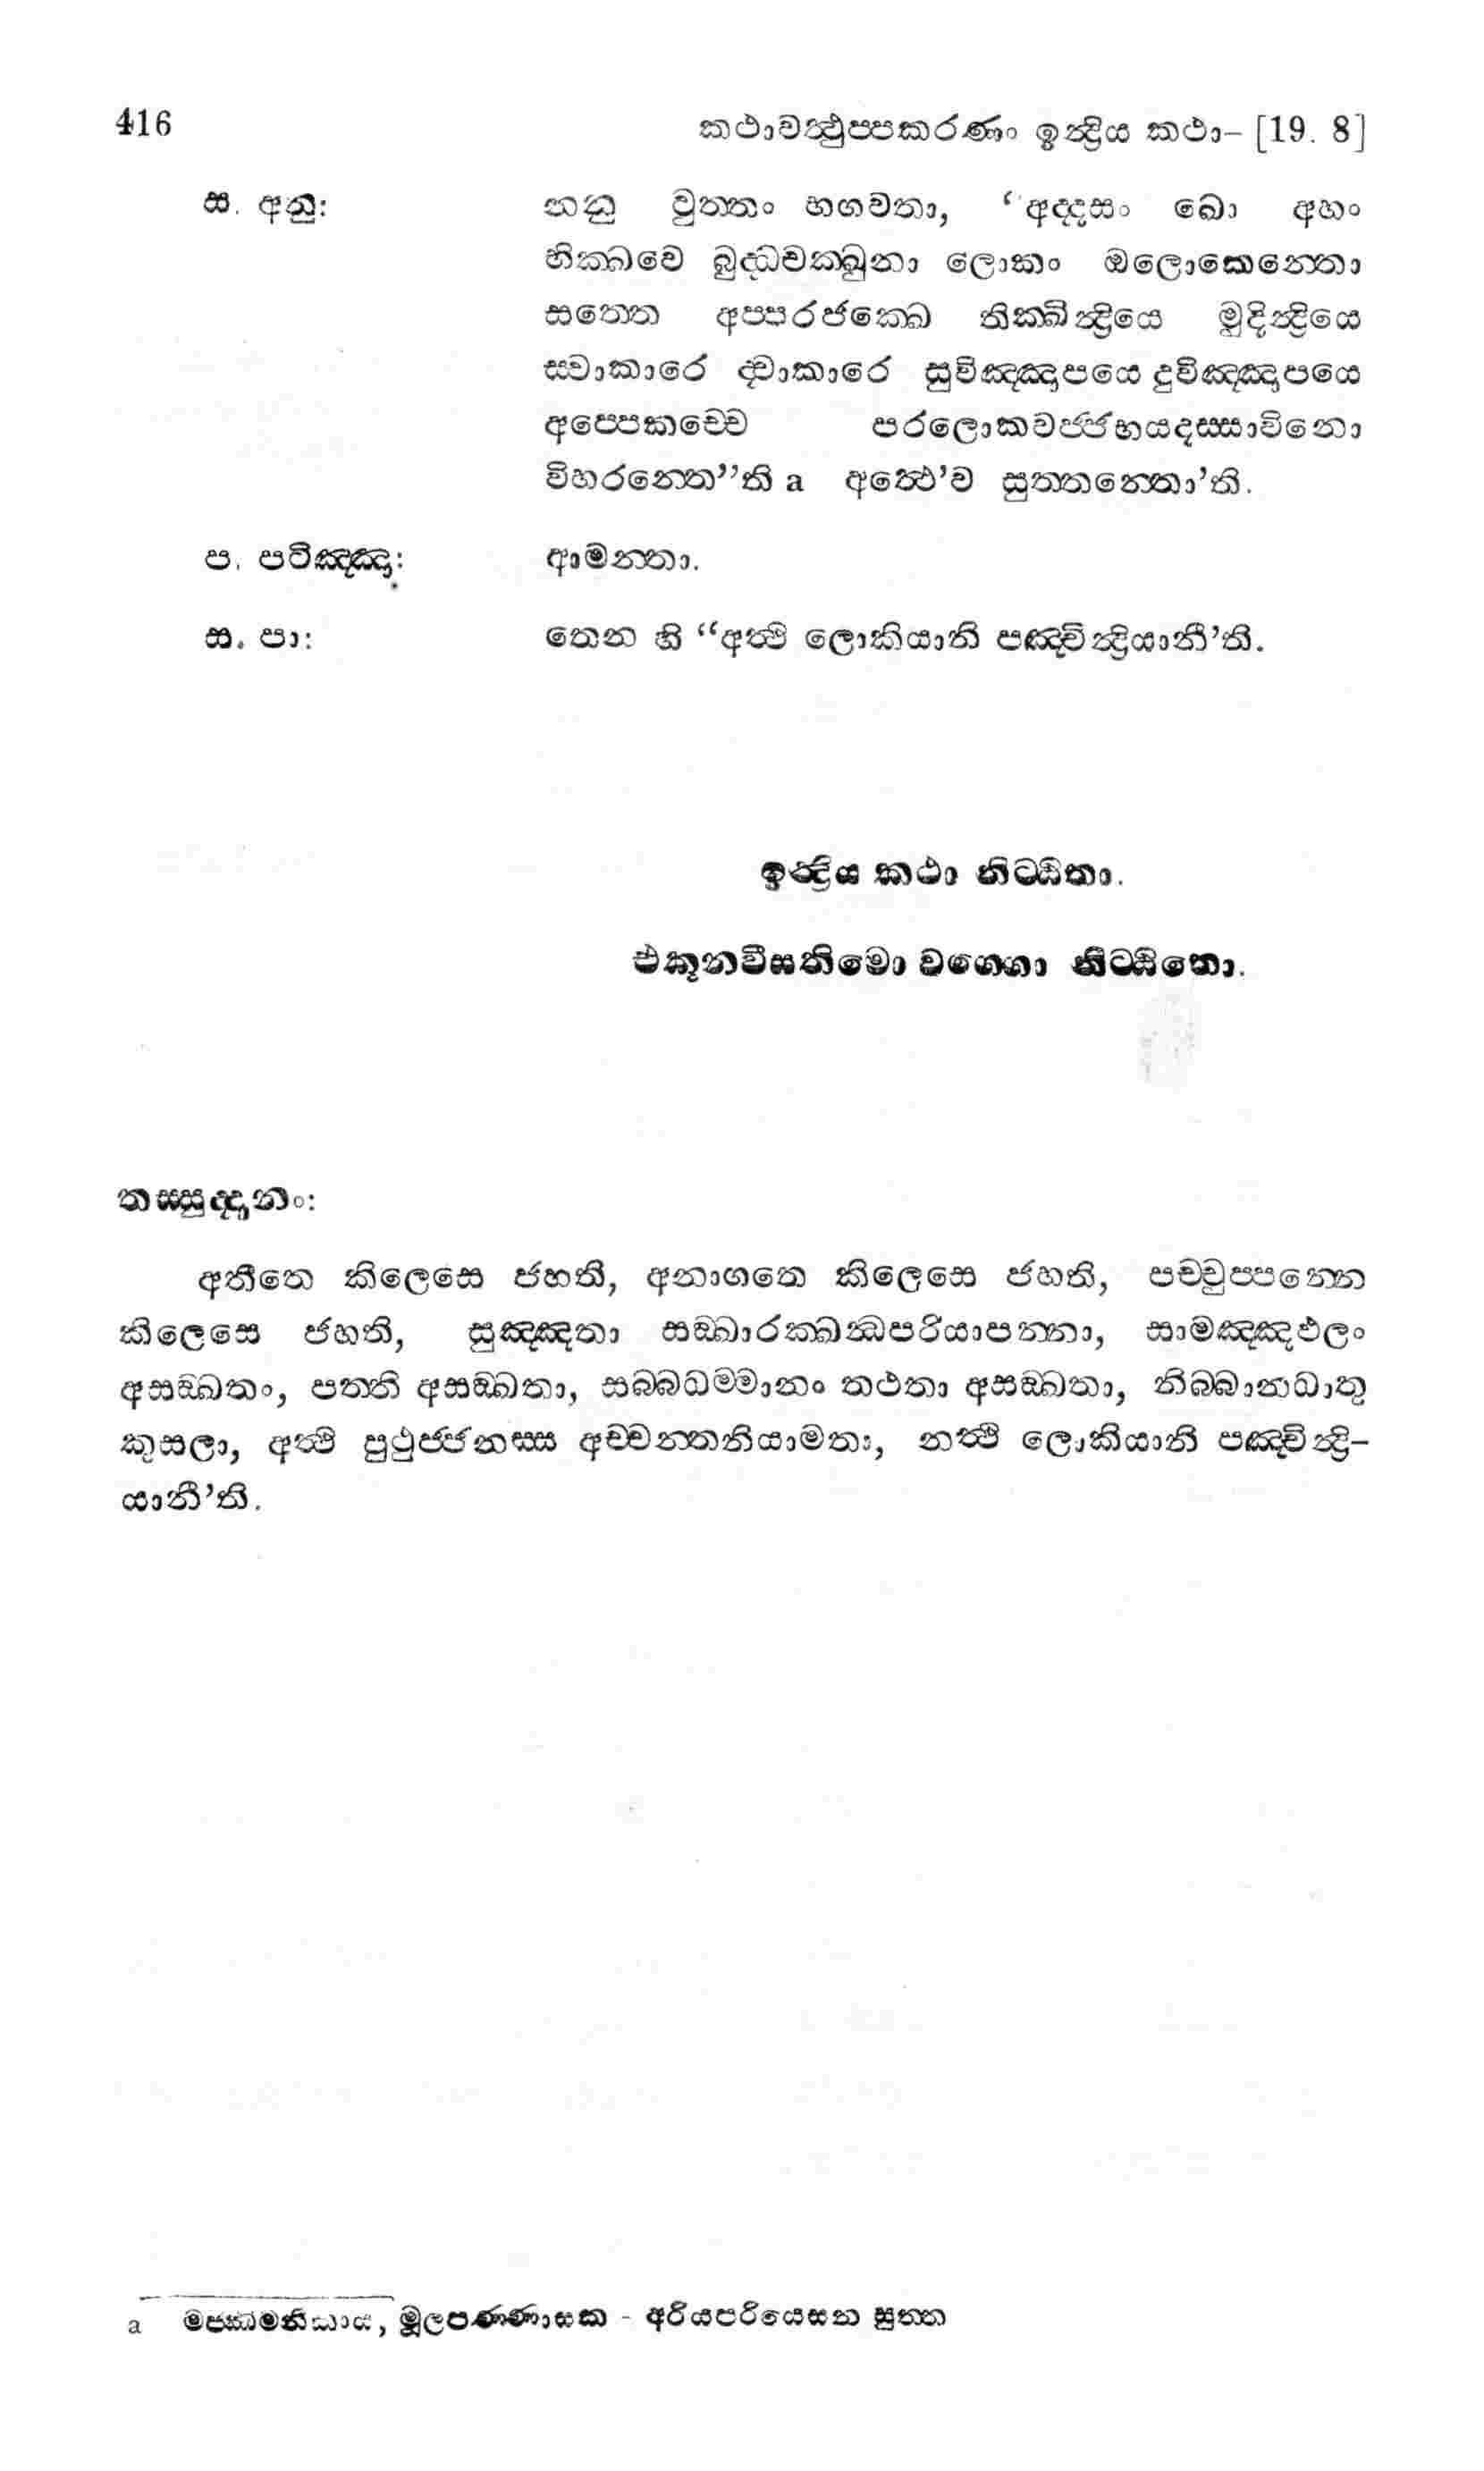 416 කථාවත්‍ථුප‍්පකරණං ඉන්‍ද්‍රිය කථා– [19. 8]
ස. අනු: නනු වුත‍්තං භගවතා, ‘අද‍්දසං ඛො අහං
භික‍්ඛවෙ බුද‍්ධචක‍්ඛුනා ලොකං ඔලොකෙන‍්තො
සත‍්තෙ අප‍්පරජක‍්ඛෙ තික‍්ඛින්‍ද්‍රියෙ මුදින්‍ද්‍රියෙ
ස්‍වාකාරෙ ද්‍වාකාරෙ සුවිඤ‍්ඤාපයෙ දුවිඤ‍්ඤාපයෙ
අප‍්පෙකච‍්චෙ පරලොකවජ‍්ජභයදස‍්සාවිනො
විහරන‍්තෙ”ති a අත්‍ථෙ’ව සුත‍්තන‍්තො’ති.
ප. පටිඤ‍්ඤා: ආමන‍්තා.
ස. පා: තෙන හි “අත්‍ථි ලොකියානි පඤ‍්චින්‍ද්‍රියානී’ති.
ඉන්‍ද්‍රිය කථා නිට‍්ඨිතා.
එකූනවීසතිමො වග‍්ගො නිට‍්ඨිතො.
තස‍්සුද‍්දානං:
අතීතෙ කිලෙසෙ ජහති, අනාගතෙ කිලෙසෙ ජහති, පච‍්චුප‍්පන‍්නෙ
කිලෙසෙ ජහති, සුඤ‍්ඤතා සඞ‍්ඛාරක‍්ඛන්‍ධපරියාපන‍්නා, සාමඤ‍්ඤඵලං
අසඞ‍්ඛතං, පත‍්ති අසඞ‍්ඛතා, සබ‍්බධම‍්මානං තථතා අසඞ‍්ඛතා, නිබ‍්බානධාතු
කුසලා, අත්‍ථි පුථුජ‍්ජනස‍්ස අච‍්චන‍්තනියාමතා, නත්‍ථි ලොකියානි පඤ‍්චින්‍ද්‍රි–
යානී’ති.
a මජ‍්ඣිමනිකාය, මූලපණ‍්ණාසක - අරියපරියෙසන සුත‍්ත